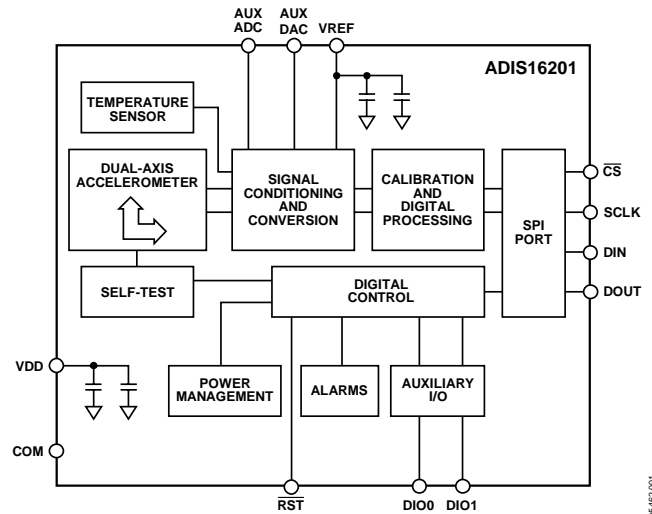 AUX
ADC
AUX
DAC
VREF
ADIS16201
TEMPERATURE
SENSOR
DUAL-AXIS
ACCELEROMETER
SIGNAL
CONDITIONING
AND
CONVERSION
CALIBRATION
AND
DIGITAL
PROCESSING
SPI
PORT
CS
SCLK
DIN
DOUT
SELF-TEST
DIGITAL
CONTROL
VDD
POWER
MANAGEMENT
ALARMS
AUXILIARY
I/O
COM
RST
DIO0
DIO1